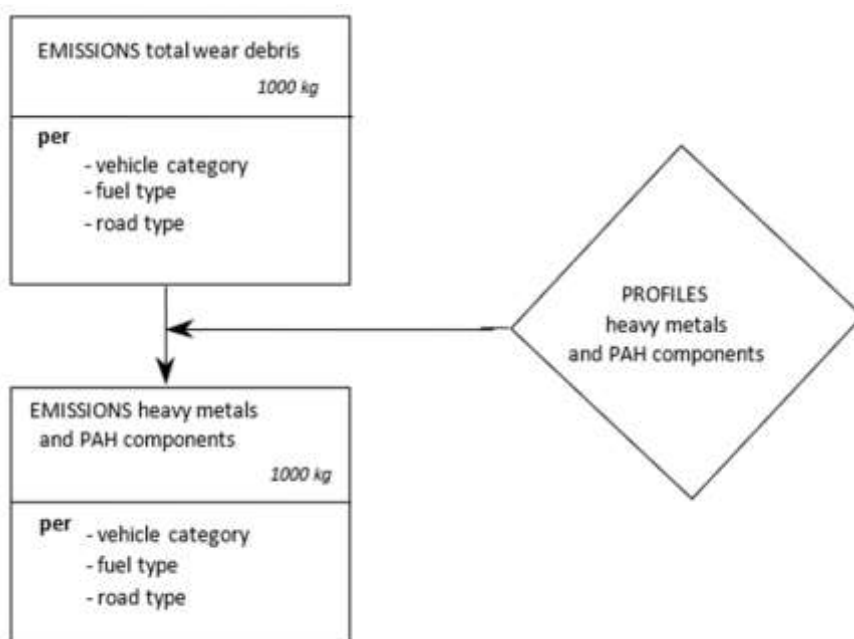 EMISSIONS total wear debris
1000 kg
per
- vehicle category
- fuel type
- road type
PROFILES
heavy metals
and PAH components
EMISSIONS heavy metals
and PAH components
1000 kg
per
- vehicle category
- fuel type
- road type